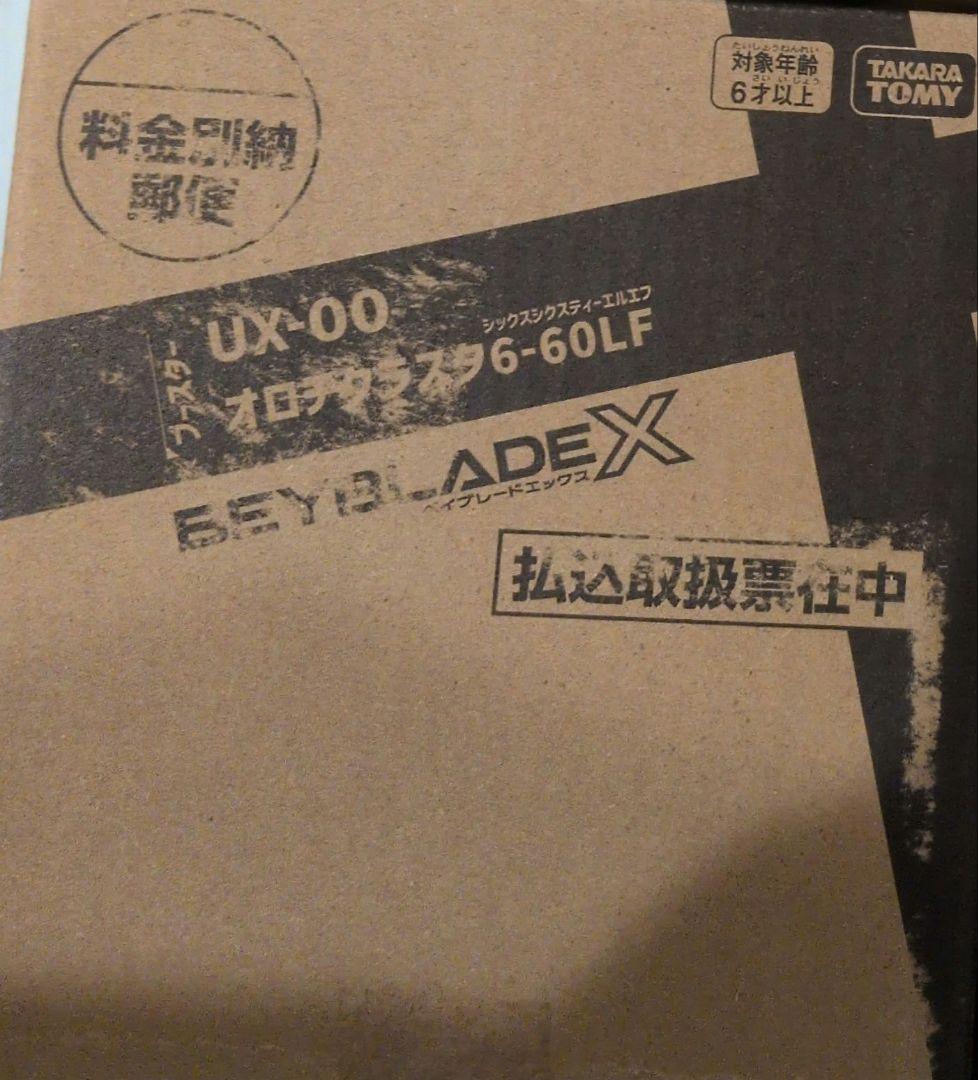 料金別納
郵便
たいしょうねんれい
対象年齢
さいいじょう
6才以上
TAKARA
TOMY
ブースター
UX-00
シックスシクスティーエルエフ
オロチクラスタ6-60LF
BEYBLADE X
ベイブレードエックス
払込取扱票在中